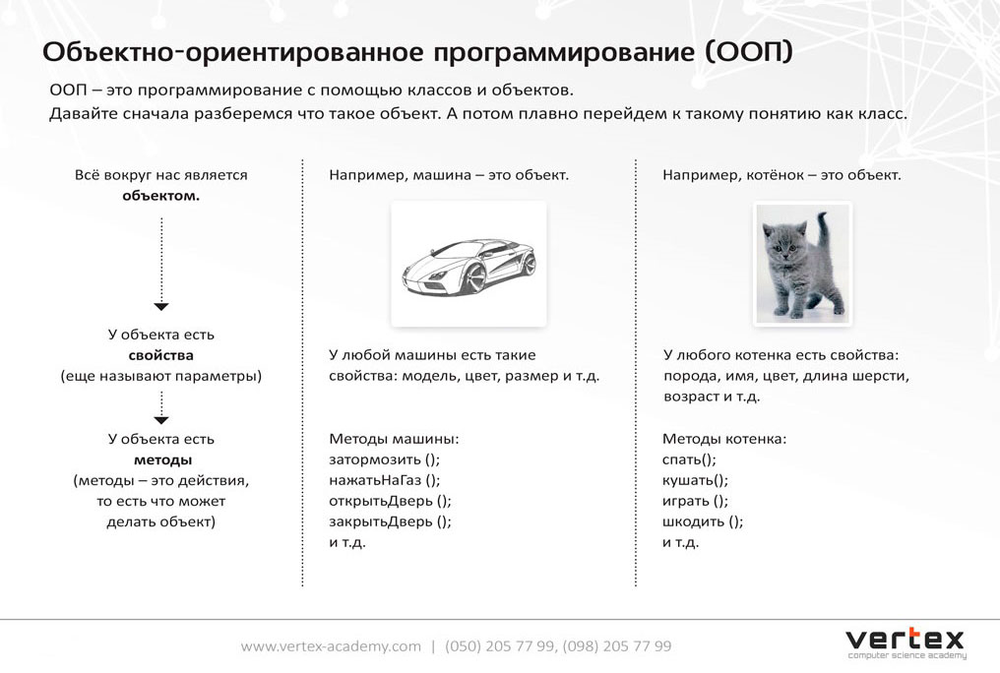 Объектно-ориентированное программирование (ООП)
ООП – это программирование с помощью классов и объектов.
Давайте сначала разберемся что такое объект. А потом плавно перейдем к такому понятию как класс.
Всё вокруг нас является
объектом.
У объекта есть
свойства
(еще называют параметры)
У объекта есть
методы
(методы – это действия,
то есть что может
делать объект)
Например, машина – это объект.
У любой машины есть такие
свойства: модель, цвет, размер и т.д.
Методы машины:
затормозить ();
нажатьНаГаз ();
открытьДверь ();
закрытьДверь ();
и т.д.
Например, котёнок – это объект.
У любого котенка есть свойства:
порода, имя, цвет, длина шерсти,
возраст и т.д.
Методы котенка:
спать();
кушать();
играть ();
шкодить ();
и т.д.
www.vertex-academy.com | (050) 205 77 99, (098) 205 77 99
vertex
computer science academy